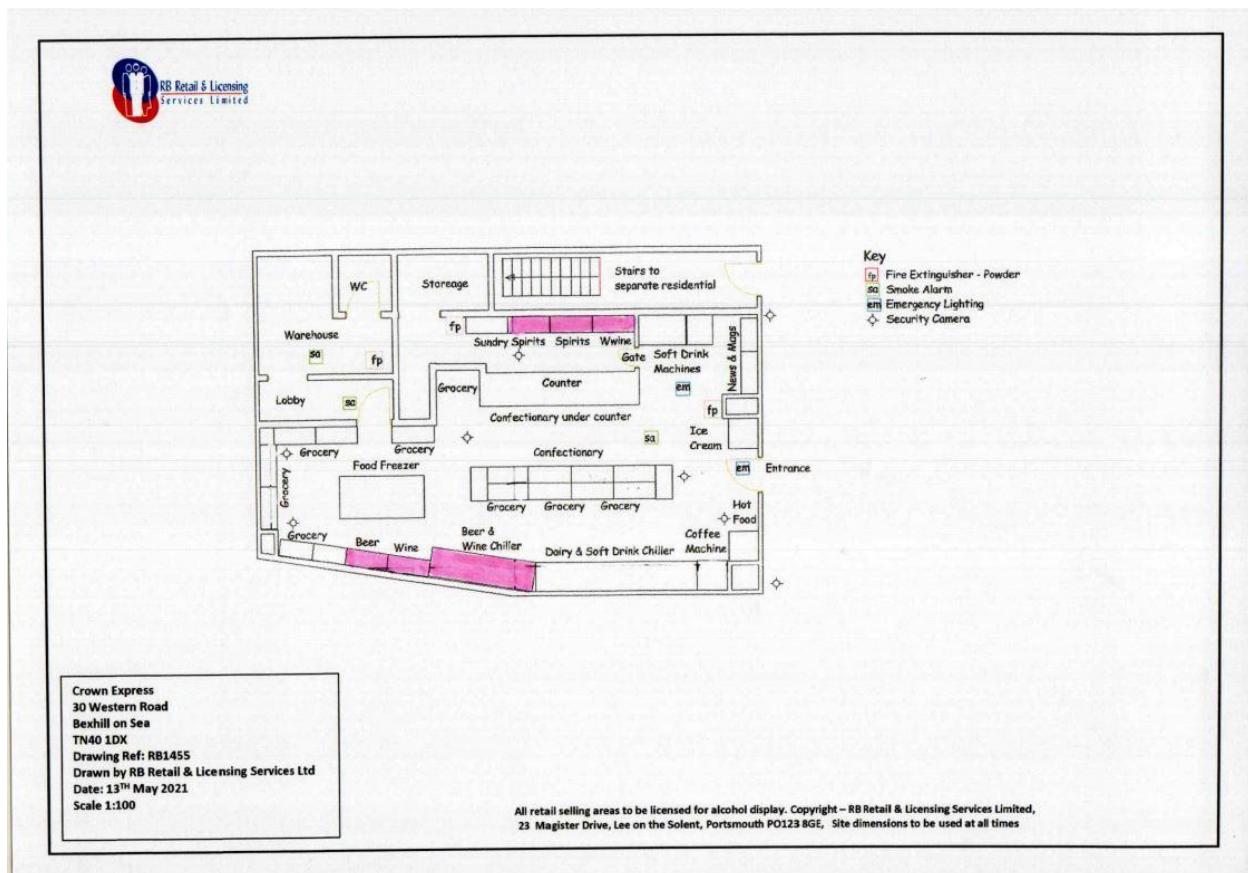 RB Retail & Licensing
Services Limited
Key
fp Fire Extinguisher - Powder
sa Smoke Alarm
em Emergency Lighting
Security Camera
WC
Storeage
Stairs to
separate residential
Warehouse
sa
fp
fp
Sundry Spirits Spirits Wwine
Gate
Soft Drink
Machines
News & Mags
em
Lobby
sa
Grocery
Counter
Confectionary under counter
fp
Ice
Cream
sa
Grocery
Grocery
Confectionary
Food Freezer
em
Entrance
Grocery
Grocery Grocery Grocery
Hot
Food
Grocery
Beer
Wine
Beer &
Wine Chiller
Dairy & Soft Drink Chiller
Coffee
Machine
Crown Express
30 Western Road
Bexhill on Sea
TN40 1DX
Drawing Ref: RB1455
Drawn by RB Retail & Licensing Services Ltd
Date: 13TH May 2021
Scale 1:100
All retail selling areas to be licensed for alcohol display. Copyright – RB Retail & Licensing Services Limited,
23 Magister Drive, Lee on the Solent, Portsmouth PO123 8GE, Site dimensions to be used at all times